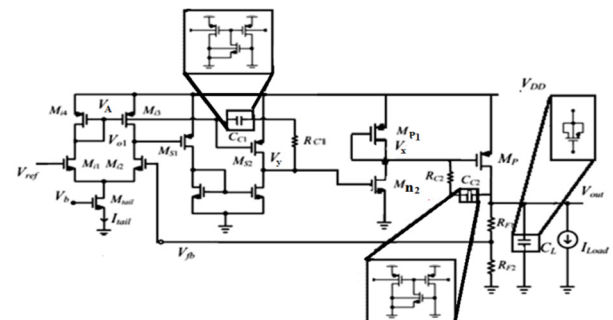 V_DD
M_i4
V_A
M_i3
C_C1
V_o1
M_S1
R_C1
M_S2
V_y
M_P1
V_x
M_P
V_ref
M_i1
M_i2
M_n2
R_C2
C_C2
V_out
V_b
M_tail
I_tail
R_F1
C_L
I_Load
V_fb
R_F2